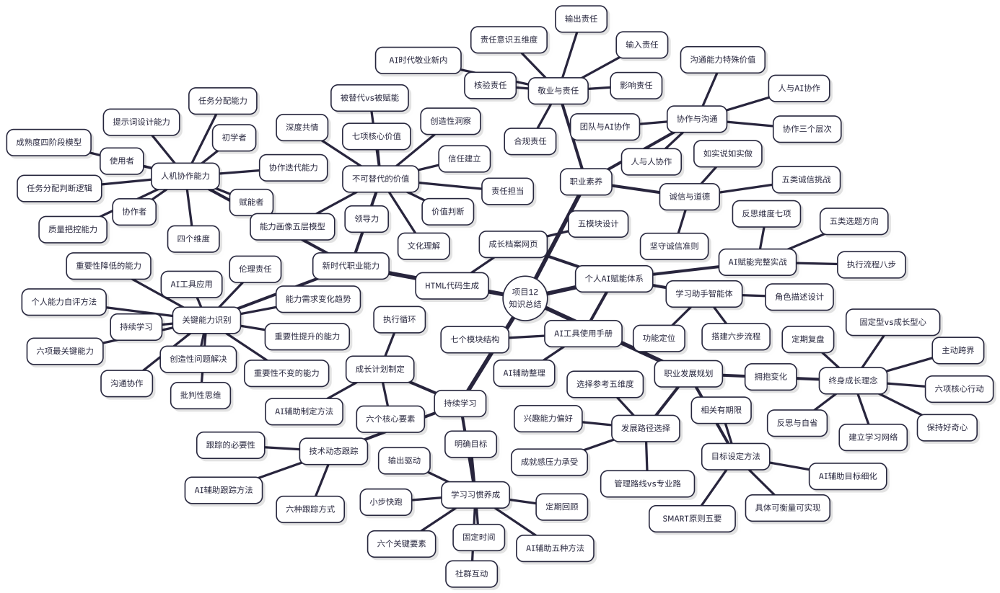 项目12
知识总结
职业素养
敬业与责任
AI时代敬业新内
责任意识五维度
输出责任
输入责任
影响责任
核验责任
合规责任
协作与沟通
沟通能力特殊价值
人与AI协作
协作三个层次
团队与AI协作
人与人协作
诚信与道德
如实说如实做
五类诚信挑战
坚守诚信准则
个人AI赋能体系
成长档案网页
五模块设计
HTML代码生成
AI赋能完整实战
反思维度七项
五类选题方向
执行流程八步
学习助手智能体
角色描述设计
功能定位
搭建六步流程
AI工具使用手册
七个模块结构
AI辅助整理
职业发展规划
终身成长理念
拥抱变化
定期复盘
固定型vs成长型心
主动跨界
六项核心行动
保持好奇心
建立学习网络
反思与自省
发展路径选择
选择参考五维度
兴趣能力偏好
成就感压力承受
管理路线vs专业路
目标设定方法
相关有期限
AI辅助目标细化
具体可衡量可实现
SMART原则五要
持续学习
成长计划制定
执行循环
AI辅助制定方法
六个核心要素
技术动态跟踪
跟踪的必要性
AI辅助跟踪方法
六种跟踪方式
学习习惯养成
明确目标
输出驱动
小步快跑
六个关键要素
固定时间
社群互动
AI辅助五种方法
定期回顾
新时代职业能力
不可替代的价值
七项核心价值
被替代vs被赋能
深度共情
创造性洞察
信任建立
责任担当
价值判断
文化理解
领导力
能力画像五层模型
人机协作能力
任务分配能力
提示词设计能力
初学者
成熟度四阶段模型
使用者
协作迭代能力
任务分配判断逻辑
协作者
赋能者
质量把控能力
四个维度
关键能力识别
重要性降低的能力
AI工具应用
伦理责任
能力需求变化趋势
个人能力自评方法
持续学习
重要性提升的能力
六项最关键能力
创造性问题解决
重要性不变的能力
沟通协作
批判性思维